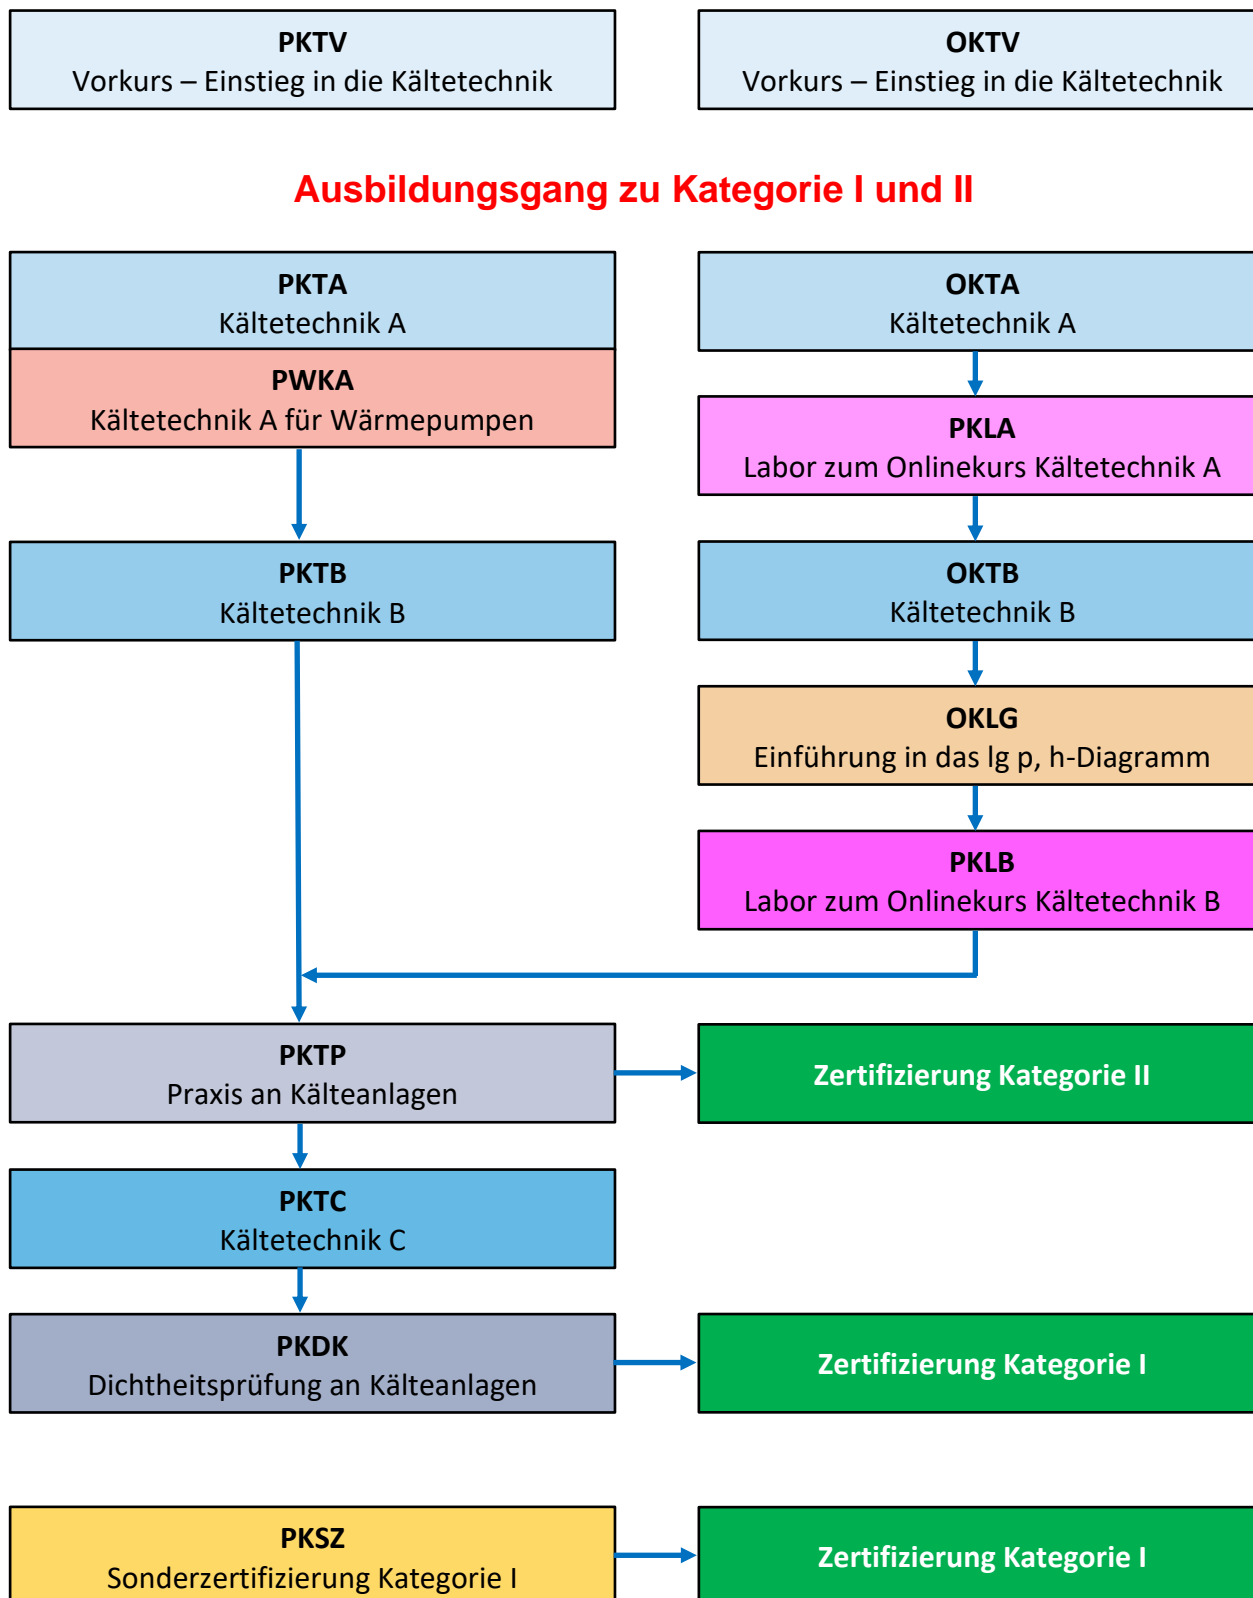 PKTV
Vorkurs – Einstieg in die Kältetechnik
OKTV
Vorkurs – Einstieg in die Kältetechnik
Ausbildungsgang zu Kategorie I und II
PKTA
Kältetechnik A
PWKA
Kältetechnik A für Wärmepumpen
OKTA
Kältetechnik A
PKLA
Labor zum Onlinekurs Kältetechnik A
PKTB
Kältetechnik B
OKTB
Kältetechnik B
OKLG
Einführung in das lg p, h-Diagramm
PKLB
Labor zum Onlinekurs Kältetechnik B
PKTP
Praxis an Kälteanlagen
Zertifizierung Kategorie II
PKTC
Kältetechnik C
PKDK
Dichtheitsprüfung an Kälteanlagen
Zertifizierung Kategorie I
PKSZ
Sonderzertifizierung Kategorie I
Zertifizierung Kategorie I